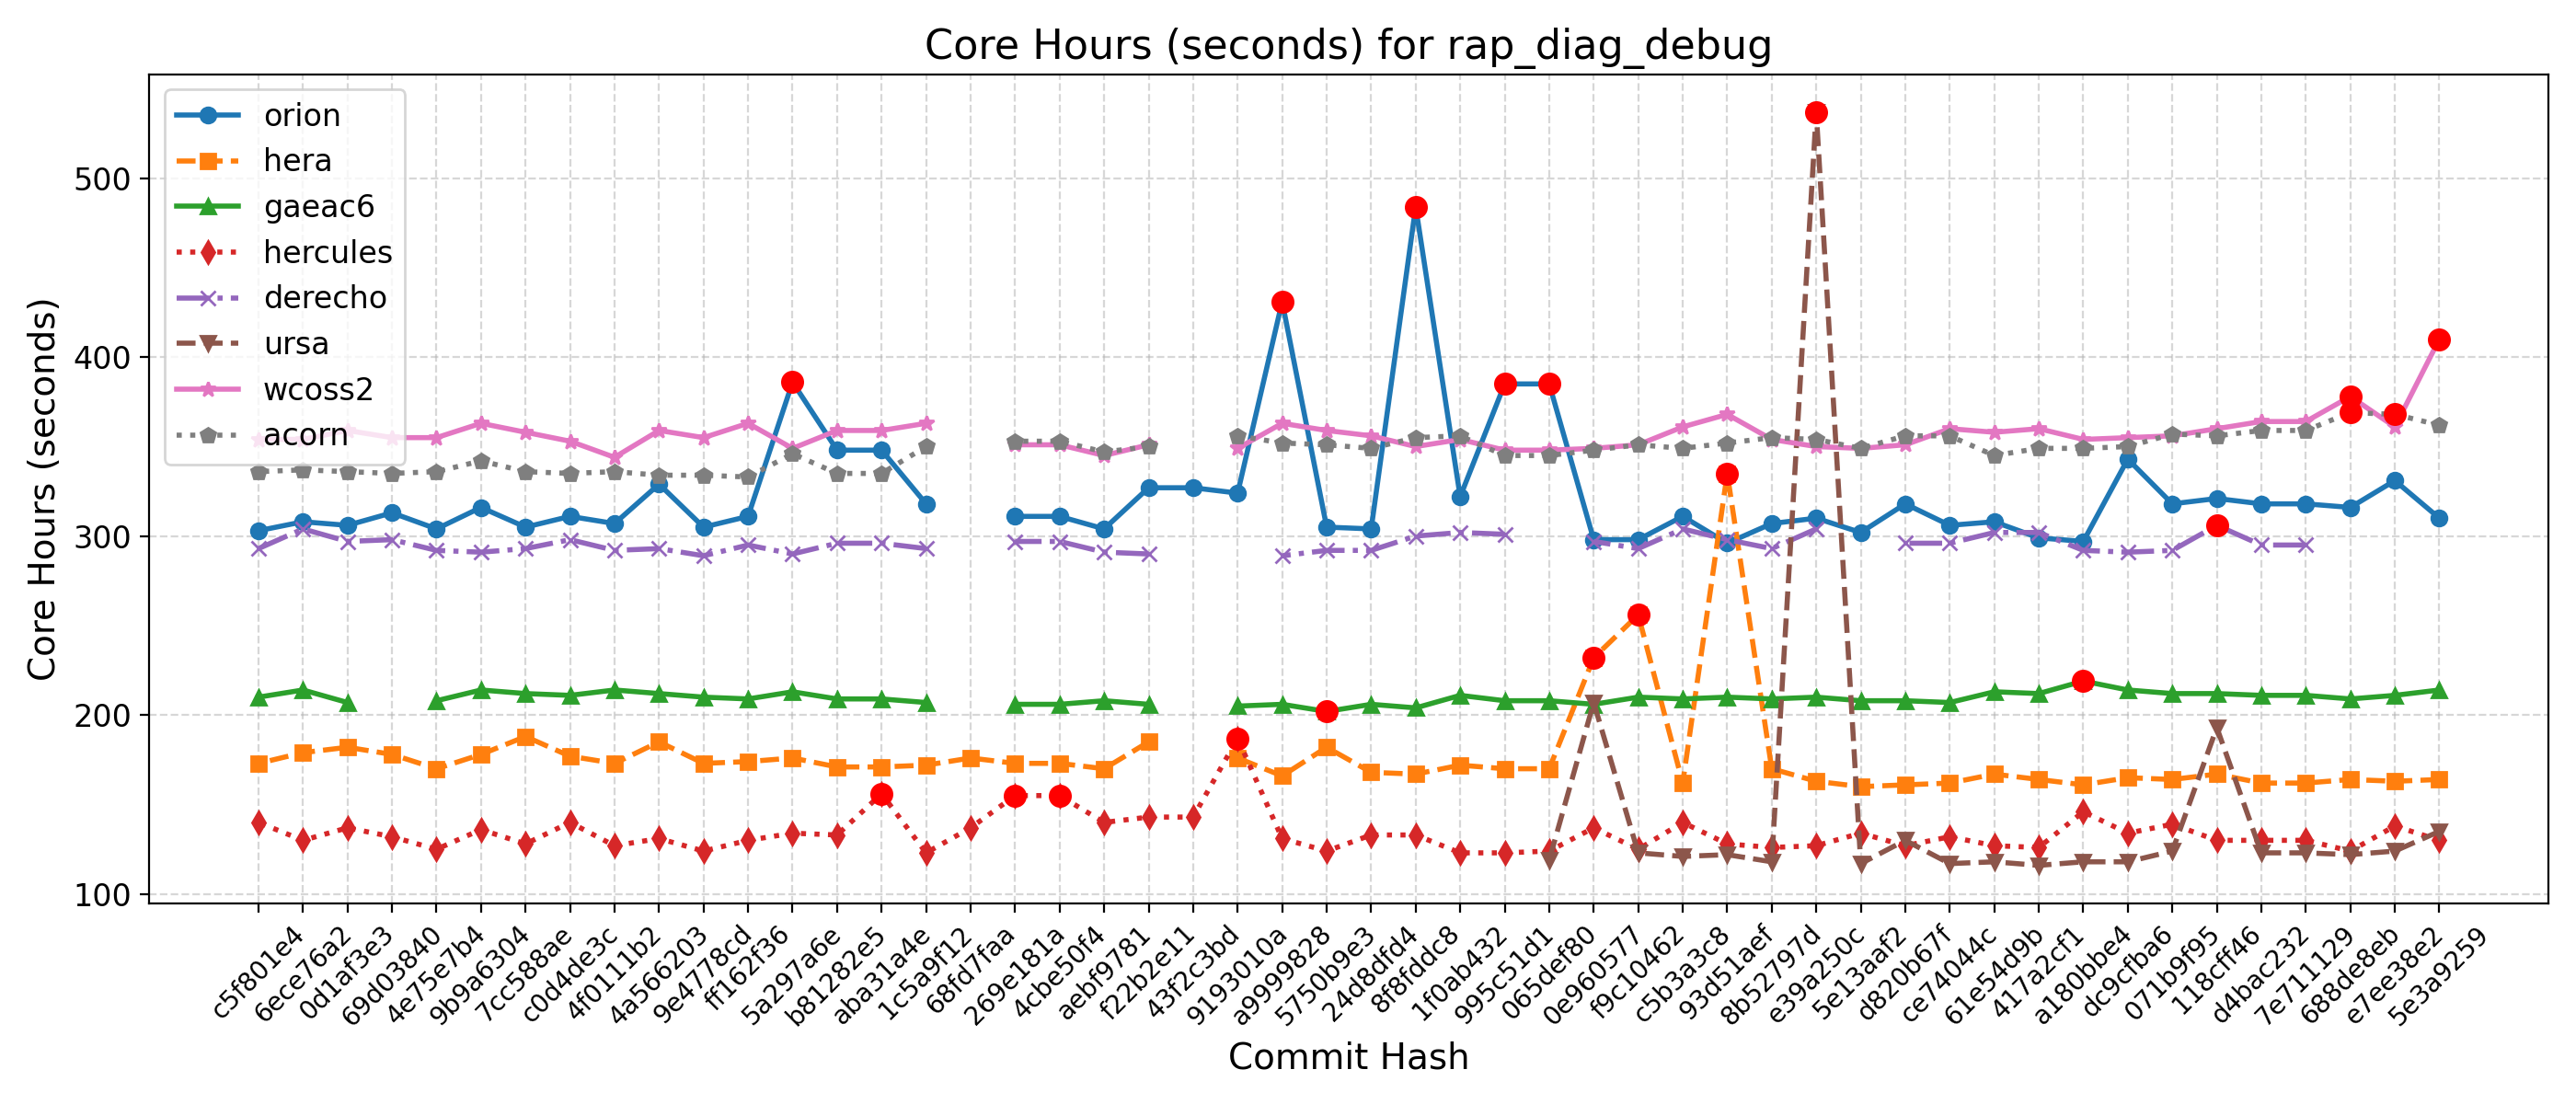 Core Hours (seconds) for rap_diag_debug
orion
hera
gaeac6
hercules
derecho
ursa
wcoss2
acorn
Core Hours (seconds)
500
400
300
200
100
c5f801e4
6ece76a2
0d1af3e3
69d03840
4e75e7b4
9b9a6304
7cc588ae
c0d4de3c
4f0111b2
4a566203
9e4778cd
ff162f36
5a297a6e
b81282e5
aba31a4e
1c5a9f12
68fd7faa
269e181a
4cbe50f4
aebf9781
f22b2e11
43f2c3bd
9193010a
a9999828
5750b9e3
24d8dfd4
8f8fddc8
1f0ab432
995c51d1
065def80
0e960577
f9c10462
c5b3a3c8
93d51aef
8b52797d
e39a250c
5e13aaf2
d820b67f
ce74044c
61e54d9b
417a2cf1
a180bbe4
dc9cfba6
071b9f95
118cff46
d4bac232
7e711129
688de8eb
e7ee38e2
5e3a9259
Commit Hash